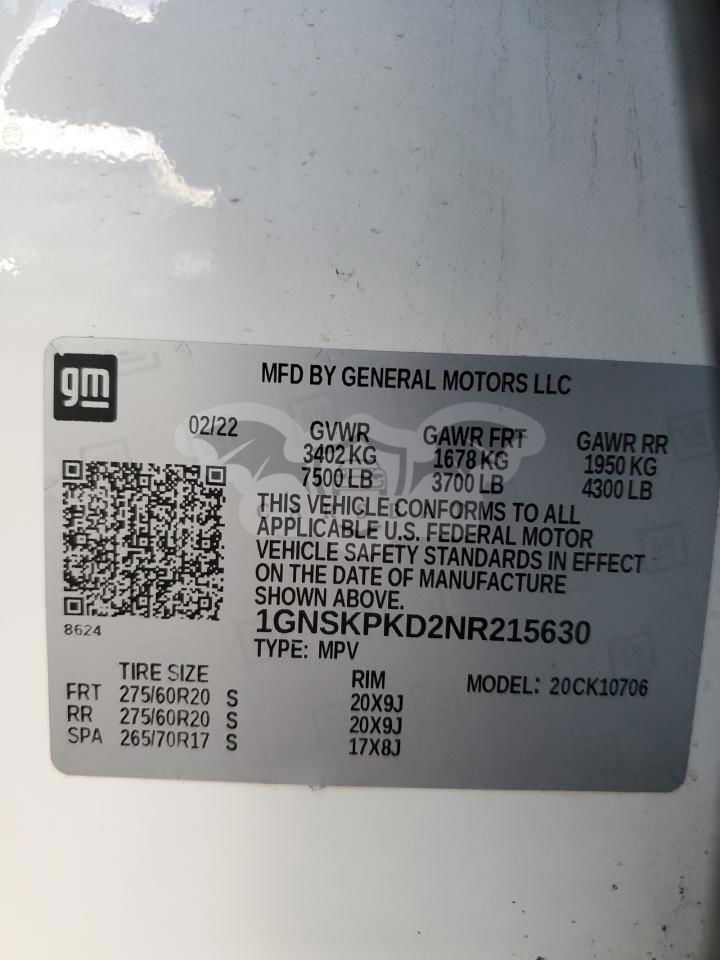 gm
MFD BY GENERAL MOTORS LLC
02/22 GVWR GAWR FRT GAWR RR
3402 KG 1678 KG 1950 KG
7500 LB 3700 LB 4300 LB
THIS VEHICLE CONFORMS TO ALL
APPLICABLE U.S. FEDERAL MOTOR
VEHICLE SAFETY STANDARDS IN EFFECT
ON THE DATE OF MANUFACTURE
SHOWN ABOVE.
8624
1GNSKPKD2NR215630
TYPE: MPV
TIRE SIZE RIM MODEL: 20CK10706
FRT 275/60R20 S 20X9J
RR 275/60R20 S 20X9J
SPA 265/70R17 S 17X8J